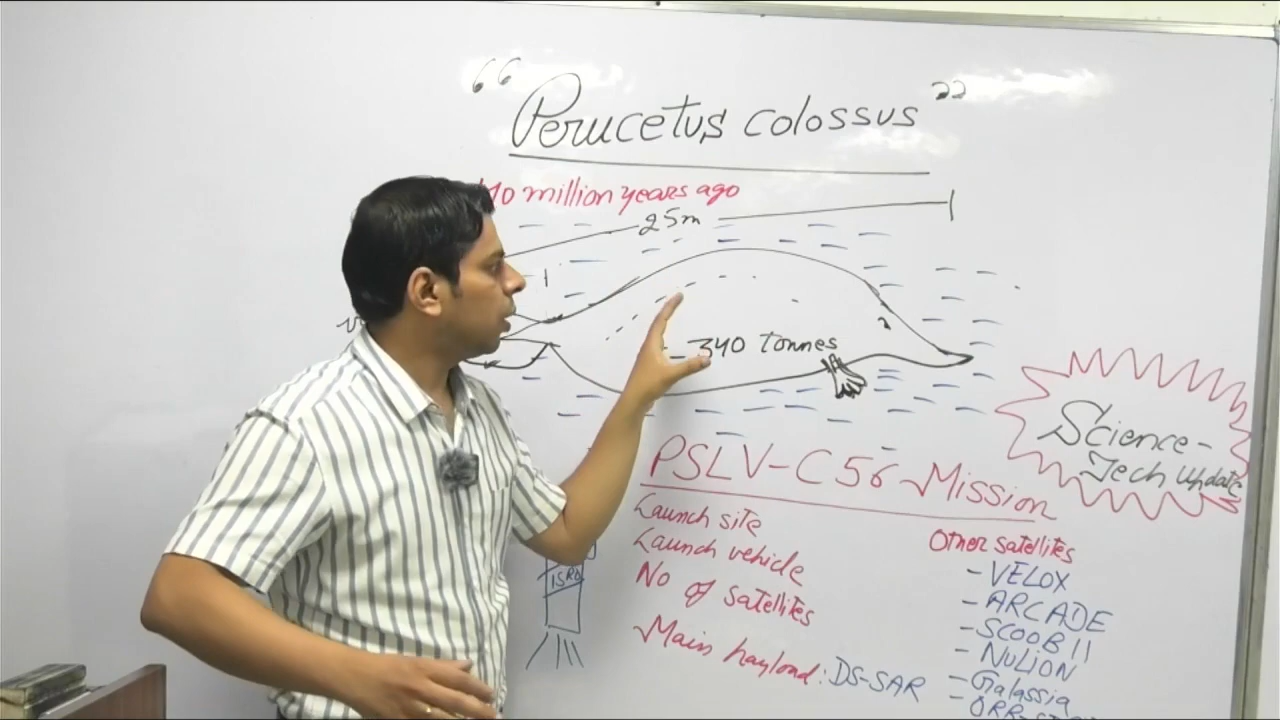 “Perucetus colossus”
40 million years ago
25m
340 Tonnes
Science-
Tech Update
PSLV-C56 Mission
Launch site
Launch vehicle
No of satellites
Main Payload: DS-SAR
Other satellites
- VELOX
- ARCADE
- SCOOB II
- NULION
- Galassia
ISRO